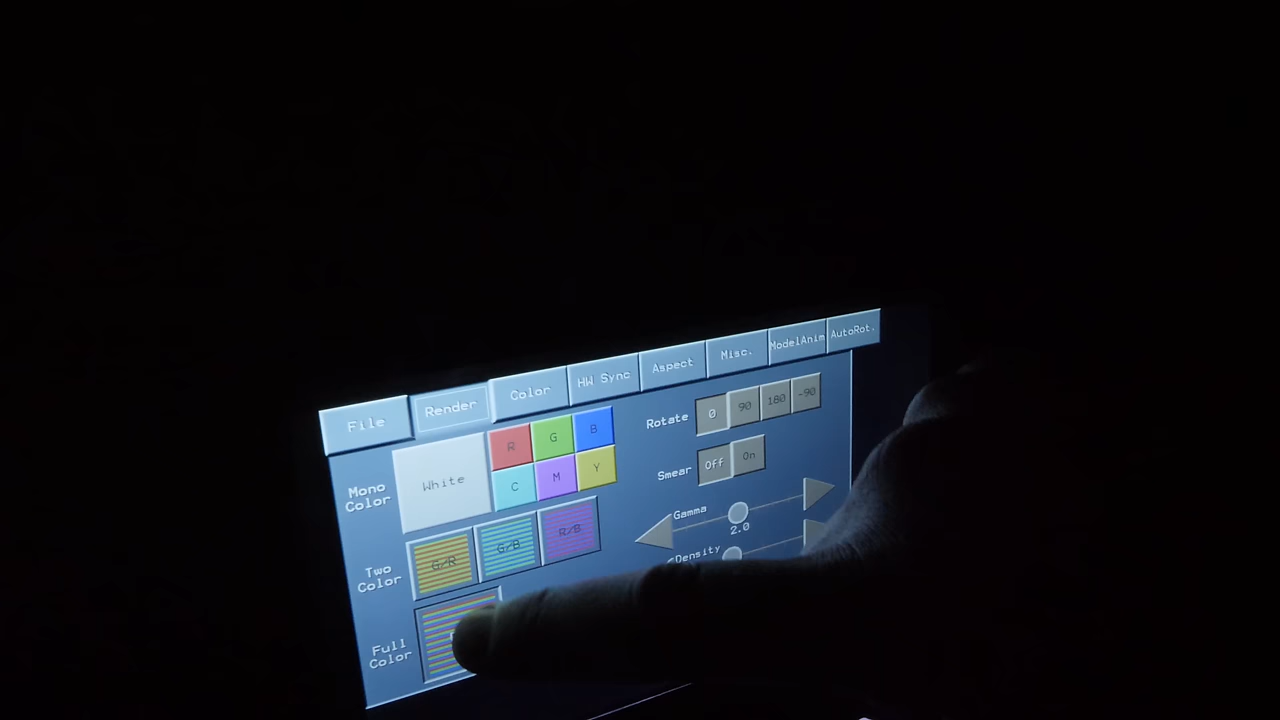 File
Render
Color
HW Sync
Aspect
Misc.
ModelAnim
AutoRot.
Mono
Color
White
R
G
B
C
M
Y
Two
Color
G/R
G/B
R/B
Full
Color
Rotate
0
90
180
-90
Smear
Off
On
Gamma
2.0
Density